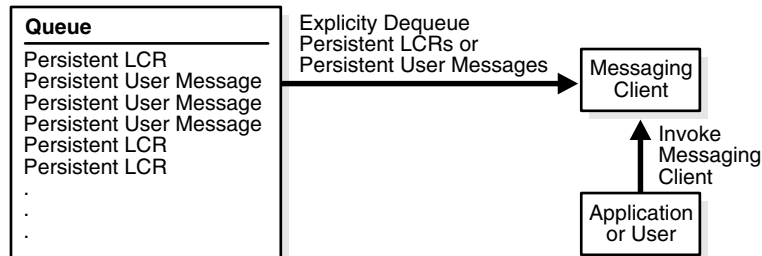 Queue
Persistent LCR
Persistent User Message
Persistent User Message
Persistent User Message
Persistent LCR
Persistent LCR
.
.
.
Explicity Dequeue
Persistent LCRs or
Persistent User Messages
Messaging
Client
Invoke
Messaging
Client
Application
or User